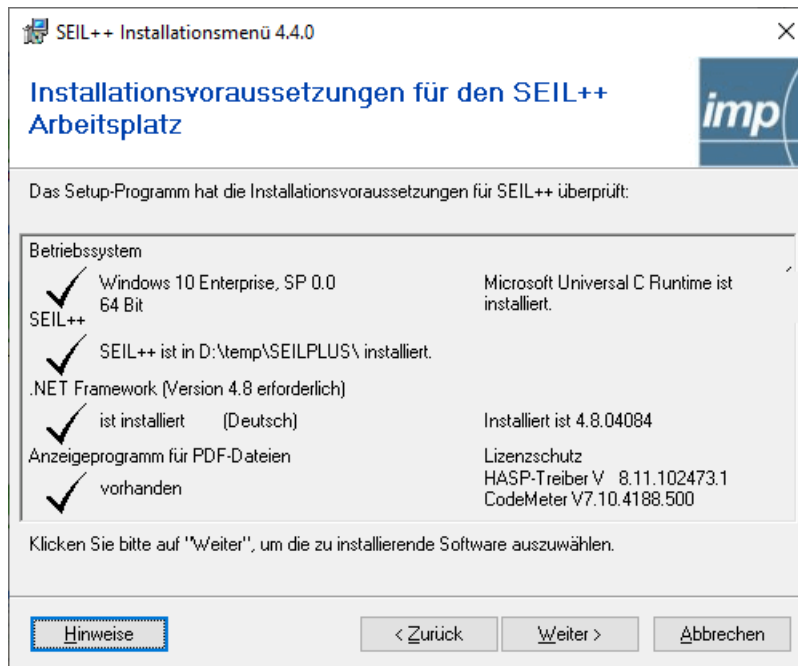 SEIL++ Installationsmenü 4.4.0
Installationsvoraussetzungen für den SEIL++
Arbeitsplatz
imp
Das Setup-Programm hat die Installationsvoraussetzungen für SEIL++ überprüft:
Betriebssystem
Windows 10 Enterprise, SP 0.0
64 Bit
Microsoft Universal C Runtime ist
installiert.
SEIL++
SEIL++ ist in D:\temp\SEILPLUS\ installiert.
.NET Framework (Version 4.8 erforderlich)
ist installiert (Deutsch) Installiert ist 4.8.04084
Anzeigeprogramm für PDF-Dateien
vorhanden
Lizenzschutz
HASP-Treiber V 8.11.102473.1
CodeMeter V7.10.4188.500
Klicken Sie bitte auf "Weiter", um die zu installierende Software auszuwählen.
Hinweise < Zurück Weiter > Abbrechen